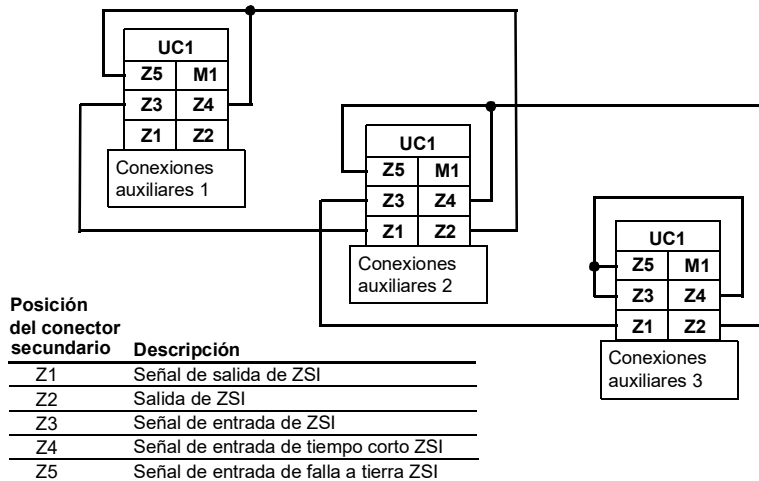 UC1
Z5 M1
Z3 Z4
Z1 Z2
Conexiones
auxiliares 1
UC1
Z5 M1
Z3 Z4
Z1 Z2
Conexiones
auxiliares 2
UC1
Z5 M1
Z3 Z4
Z1 Z2
Conexiones
auxiliares 3
Posición
del conector
secundario Descripción
Z1 Señal de salida de ZSI
Z2 Salida de ZSI
Z3 Señal de entrada de ZSI
Z4 Señal de entrada de tiempo corto ZSI
Z5 Señal de entrada de falla a tierra ZSI